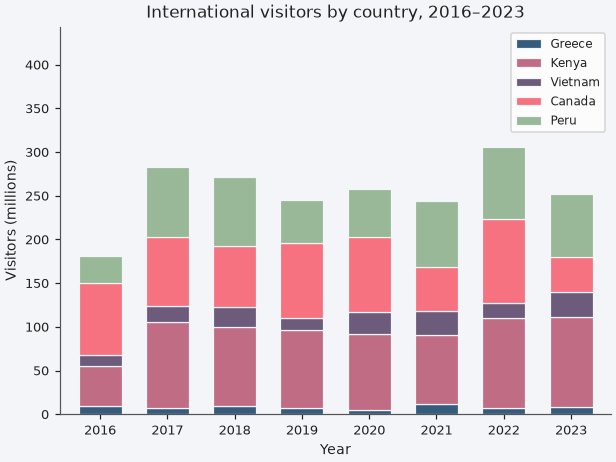 International visitors by country, 2016–2023
Greece
Kenya
Vietnam
Canada
Peru
Visitors (millions)
400
350
300
250
200
150
100
50
0
2016 2017 2018 2019 2020 2021 2022 2023
Year